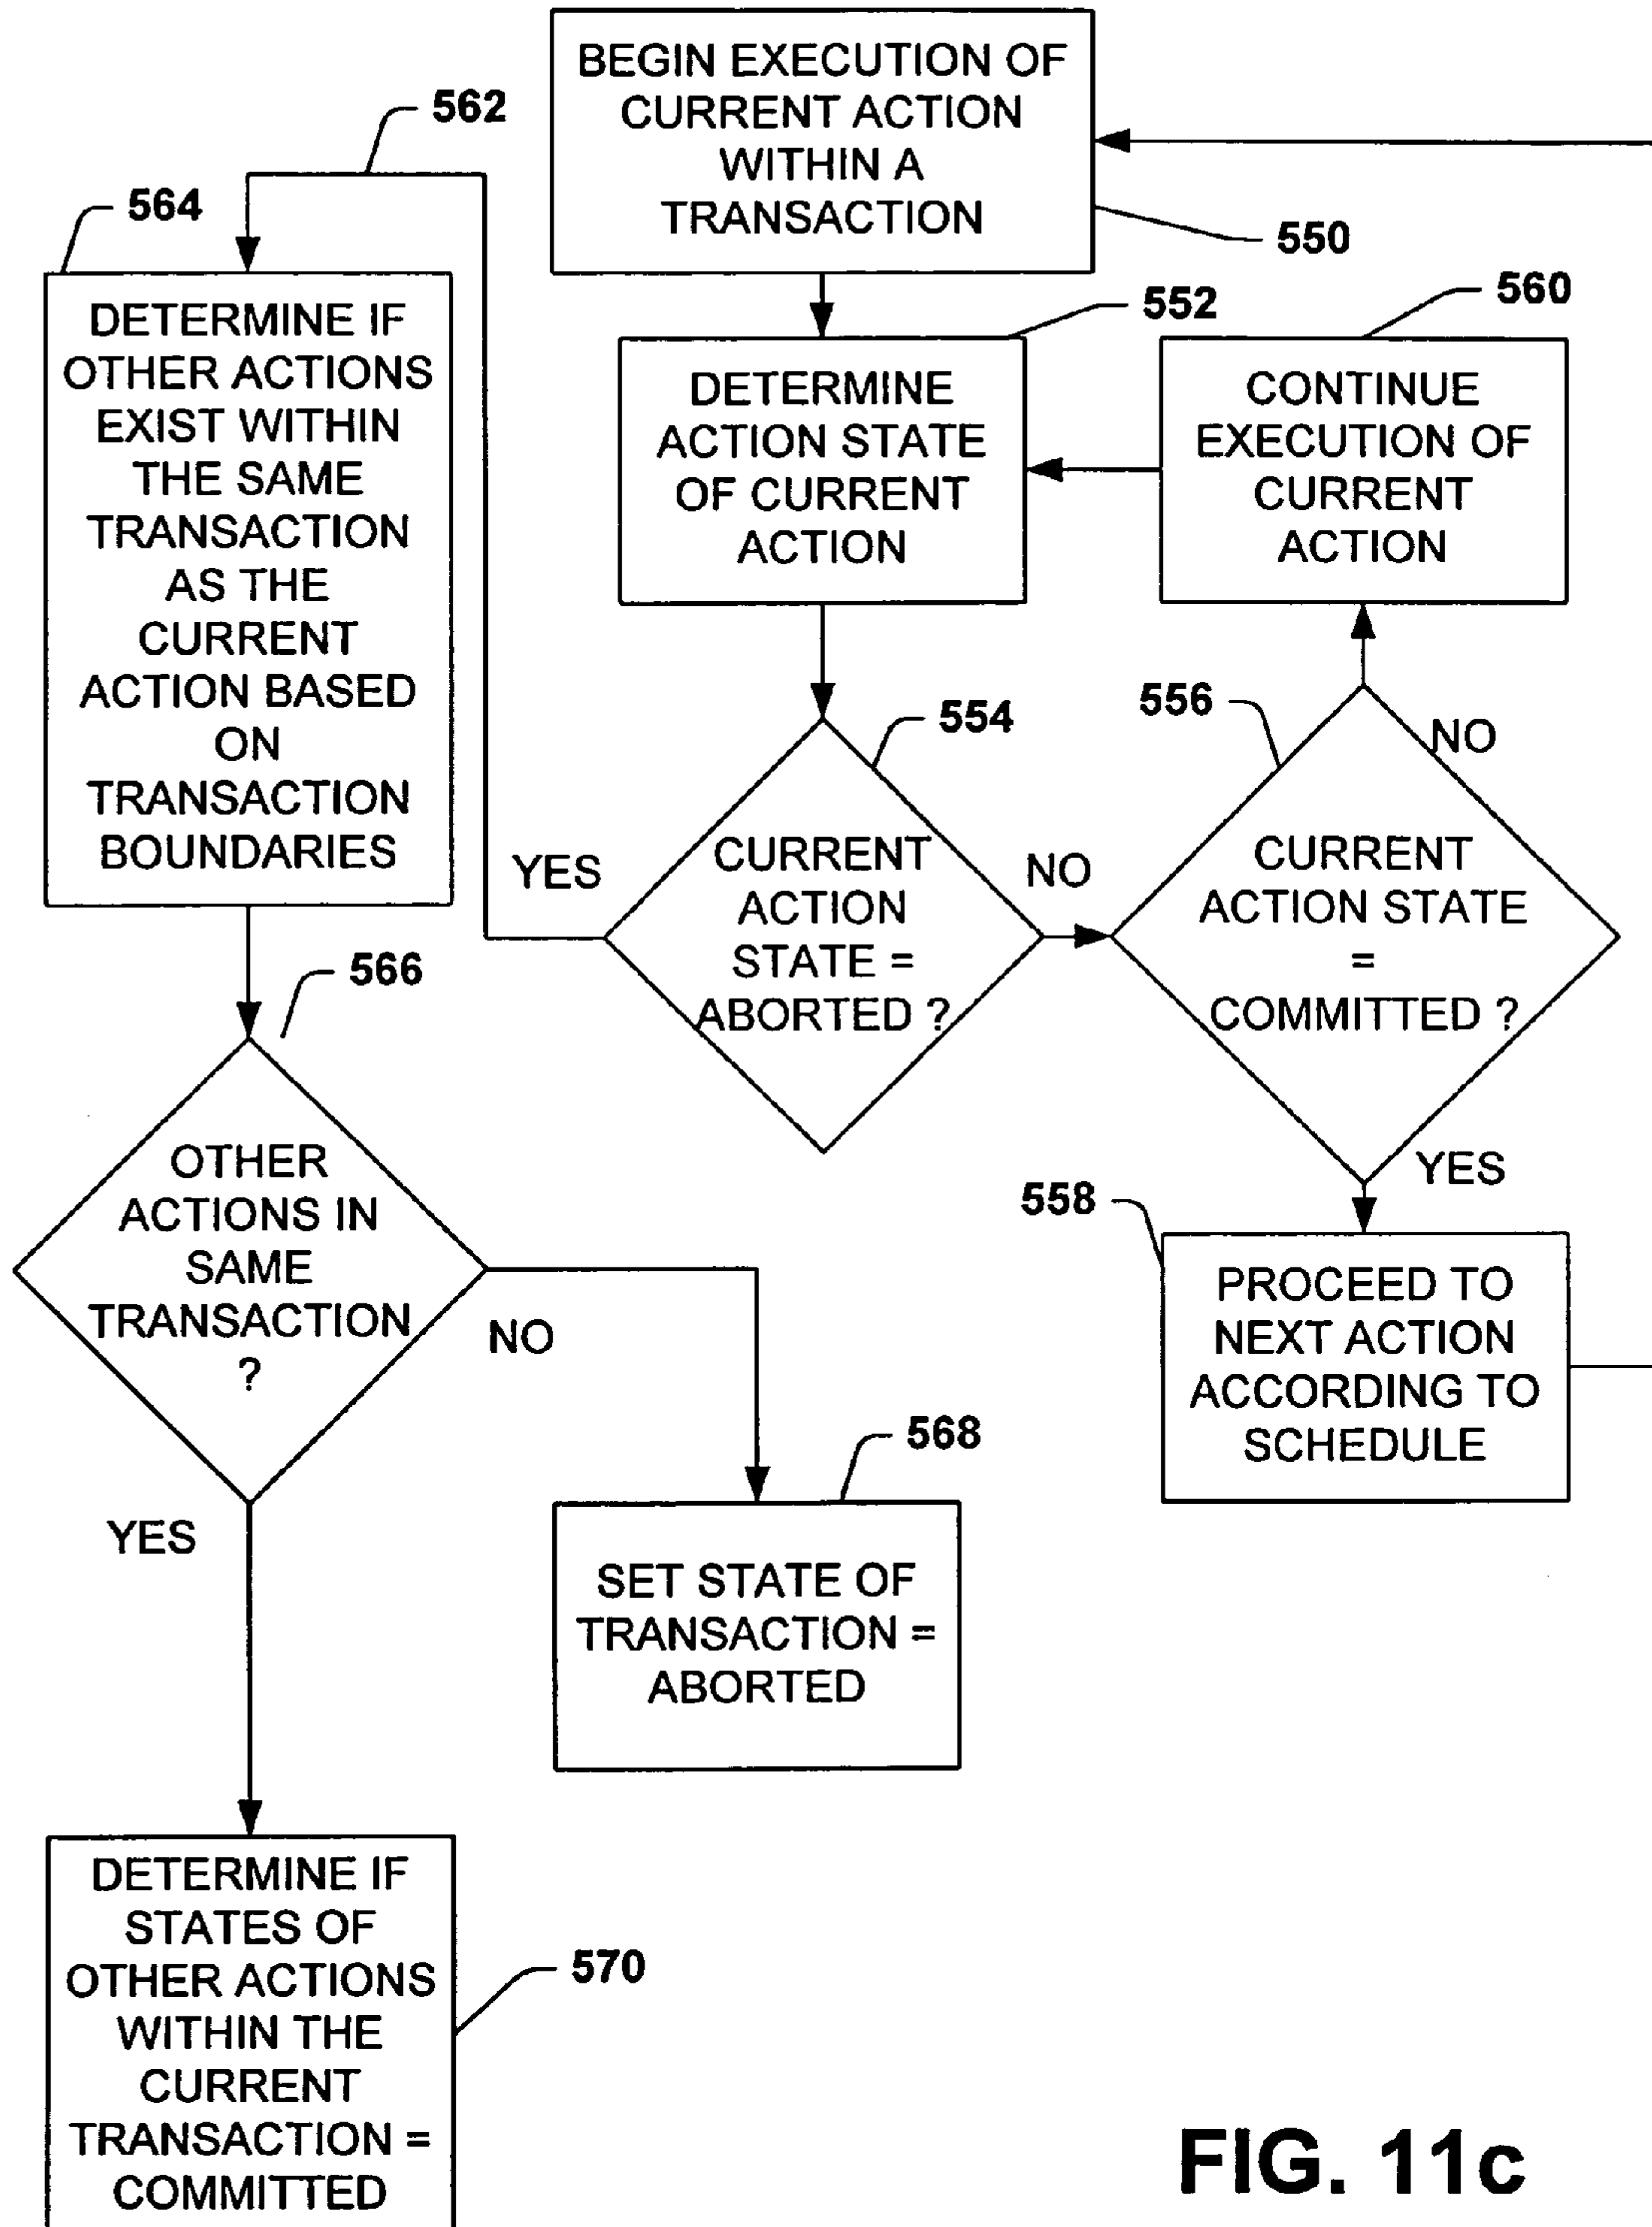 BEGIN EXECUTION OF
CURRENT ACTION
WITHIN A
TRANSACTION
550
562
564
DETERMINE IF
OTHER ACTIONS
EXIST WITHIN
THE SAME
TRANSACTION
AS THE
CURRENT
ACTION BASED
ON
TRANSACTION
BOUNDARIES
552
DETERMINE
ACTION STATE
OF CURRENT
ACTION
560
CONTINUE
EXECUTION OF
CURRENT
ACTION
554
CURRENT
ACTION
STATE =
ABORTED ?
YES
NO
556
CURRENT
ACTION STATE
=
COMMITTED ?
NO
YES
558
PROCEED TO
NEXT ACTION
ACCORDING TO
SCHEDULE
566
OTHER
ACTIONS IN
SAME
TRANSACTION
?
NO
YES
568
SET STATE OF
TRANSACTION =
ABORTED
DETERMINE IF
STATES OF
OTHER ACTIONS
WITHIN THE
CURRENT
TRANSACTION =
COMMITTED
570
FIG. 11c